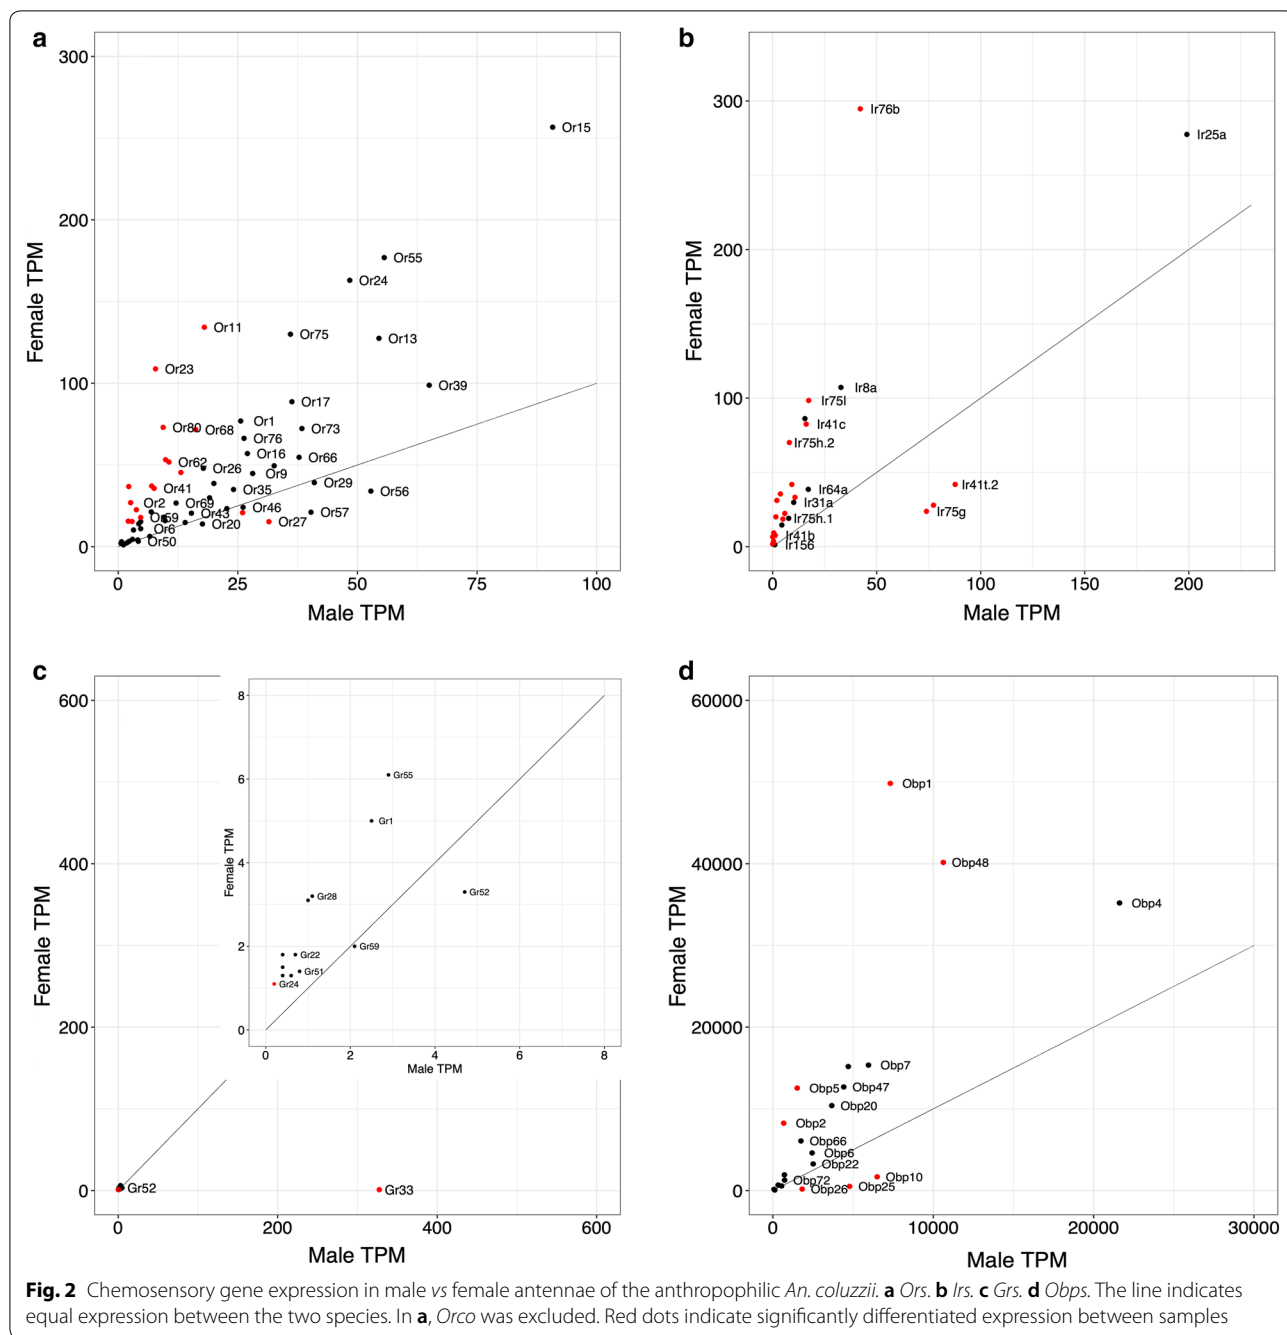 a
300
200
100
0
Female TPM
Or15
Or55
Or24
Or11
Or75
Or13
Or23
Or39
Or17
Or80
Or68
Or1
Or73
Or76
Or16
Or66
Or62
Or26
Or9
Or41
Or35
Or29
Or56
Or2
Or69
Or46
Or59
Or43
Or57
Or6
Or20
Or27
Or50
0 25 50 75 100
Male TPM
b
300
200
100
0
Female TPM
Ir76b
Ir25a
Ir8a
Ir75l
Ir41c
Ir75h.2
Ir64a
Ir41t.2
Ir31a
Ir75g
Ir75h.1
Ir41b
Ir156
0 50 100 150 200
Male TPM
c
600
400
200
0
Female TPM
Gr52
Gr33
0 200 400 600
Male TPM
8
6
4
2
0
Female TPM
Gr55
Gr1
Gr28
Gr52
Gr59
Gr22
Gr51
Gr24
0 2 4 6 8
Male TPM
d
60000
40000
20000
0
Female TPM
Obp1
Obp48
Obp4
Obp7
Obp5
Obp47
Obp20
Obp2
Obp66
Obp6
Obp22
Obp72
Obp10
Obp26
Obp25
0 10000 20000 30000
Male TPM
Fig. 2 Chemosensory gene expression in male vs female antennae of the anthropophilic An. coluzzii. a Ors. b Irs. c Grs. d Obps. The line indicates
equal expression between the two species. In a, Orco was excluded. Red dots indicate significantly differentiated expression between samples